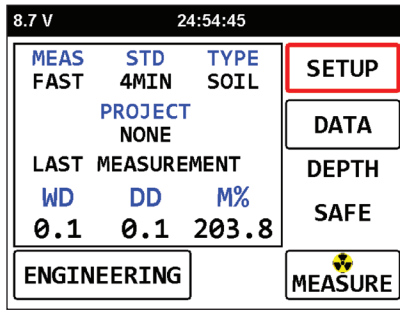 8.7 V 24:54:45
MEAS STD TYPE
FAST 4MIN SOIL
PROJECT
NONE
LAST MEASUREMENT
WD DD M%
0.1 0.1 203.8
SETUP
DATA
DEPTH
SAFE
ENGINEERING
MEASURE